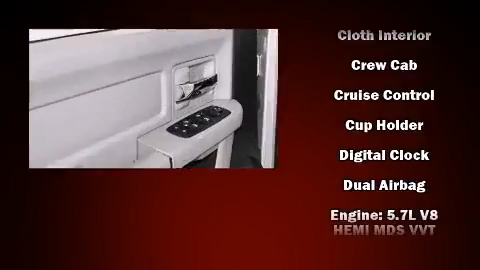 Cloth Interior
Crew Cab
Cruise Control
Cup Holder
Digital Clock
Dual Airbag
Engine: 5.7L V8
HEMI MDS VVT